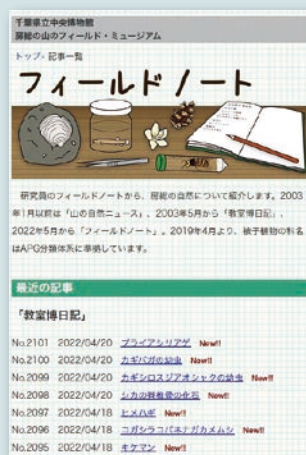 千葉県立中央博物館
房総の山のフィールド・ミュージアム
トップ> 記事一覧
フィールドノート
研究員のフィールドノートから、房総の自然について紹介します。2003
年1月以前は「山の自然ニュース」、2003年5月から「教室博日記」、
2022年5月から「フィールドノート」。2019年4月より、被子植物の科名
はAPG分類体系に準拠しています。
最近の記事
「教室博日記」
No.2101 2022/04/20 プライアシリアゲ New!!
No.2100 2022/04/20 カギバガの幼虫 New!!
No.2099 2022/04/20 カギシロスジアオシャクの幼虫 New!!
No.2098 2022/04/20 シカの脊椎骨の化石 New!!
No.2097 2022/04/18 ヒメハギ New!!
No.2096 2022/04/18 コガシラコバネナガカメムシ New!!
No.2095 2022/04/18 キケマン New!!